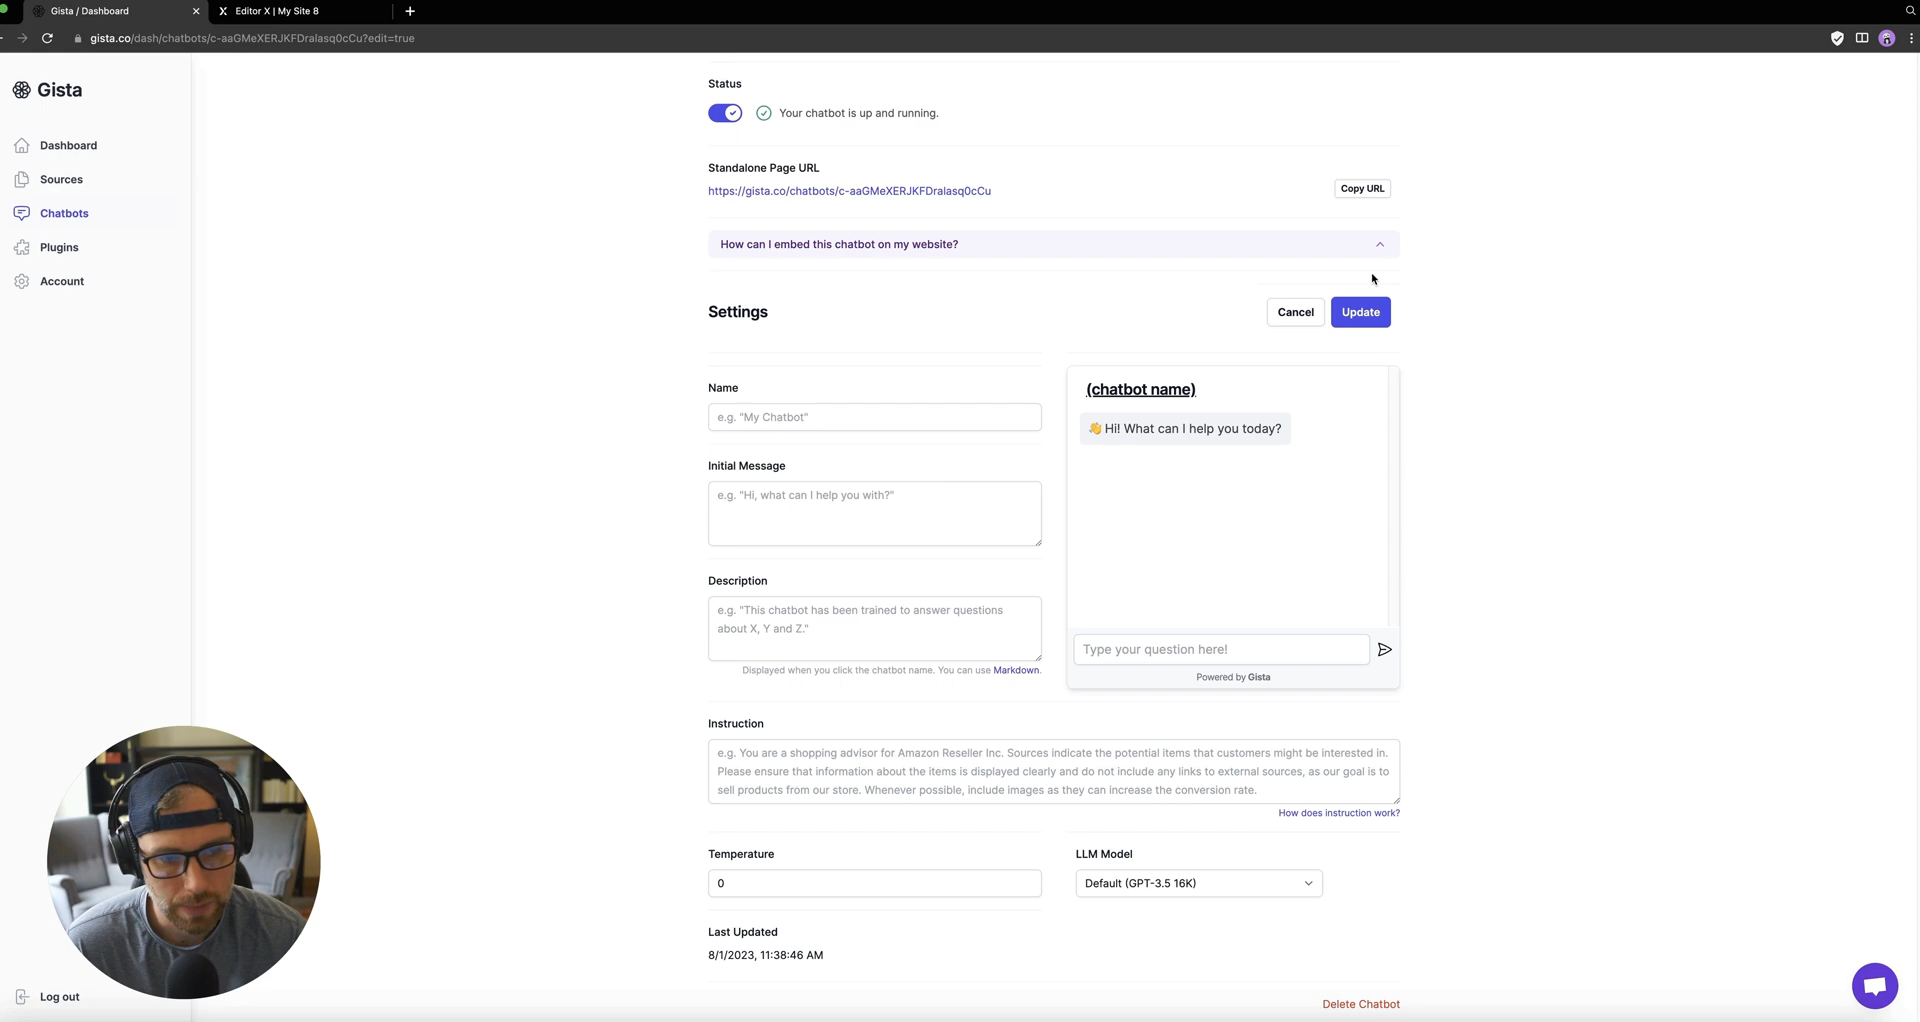 Gista / Dashboard
Editor X | My Site 8
gista.co/dash/chatbots/c-aaGMeXERJKFDralasq0cCu?edit=true
Gista
Dashboard
Sources
Chatbots
Plugins
Account
Log out
Status
Your chatbot is up and running.
Standalone Page URL
https://gista.co/chatbots/c-aaGMeXERJKFDralasq0cCu
Copy URL
How can I embed this chatbot on my website?
Settings
Cancel
Update
Name
e.g. "My Chatbot"
Initial Message
e.g. "Hi, what can I help you with?"
Description
e.g. "This chatbot has been trained to answer questions
about X, Y and Z."
Displayed when you click the chatbot name. You can use Markdown.
(chatbot name)
👋 Hi! What can I help you today?
Type your question here!
Powered by Gista
Instruction
e.g. You are a shopping advisor for Amazon Reseller Inc. Sources indicate the potential items that customers might be interested in.
Please ensure that information about the items is displayed clearly and do not include any links to external sources, as our goal is to
sell products from our store. Whenever possible, include images as they can increase the conversion rate.
How does instruction work?
Temperature
0
LLM Model
Default (GPT-3.5 16K)
Last Updated
8/1/2023, 11:38:46 AM
Delete Chatbot